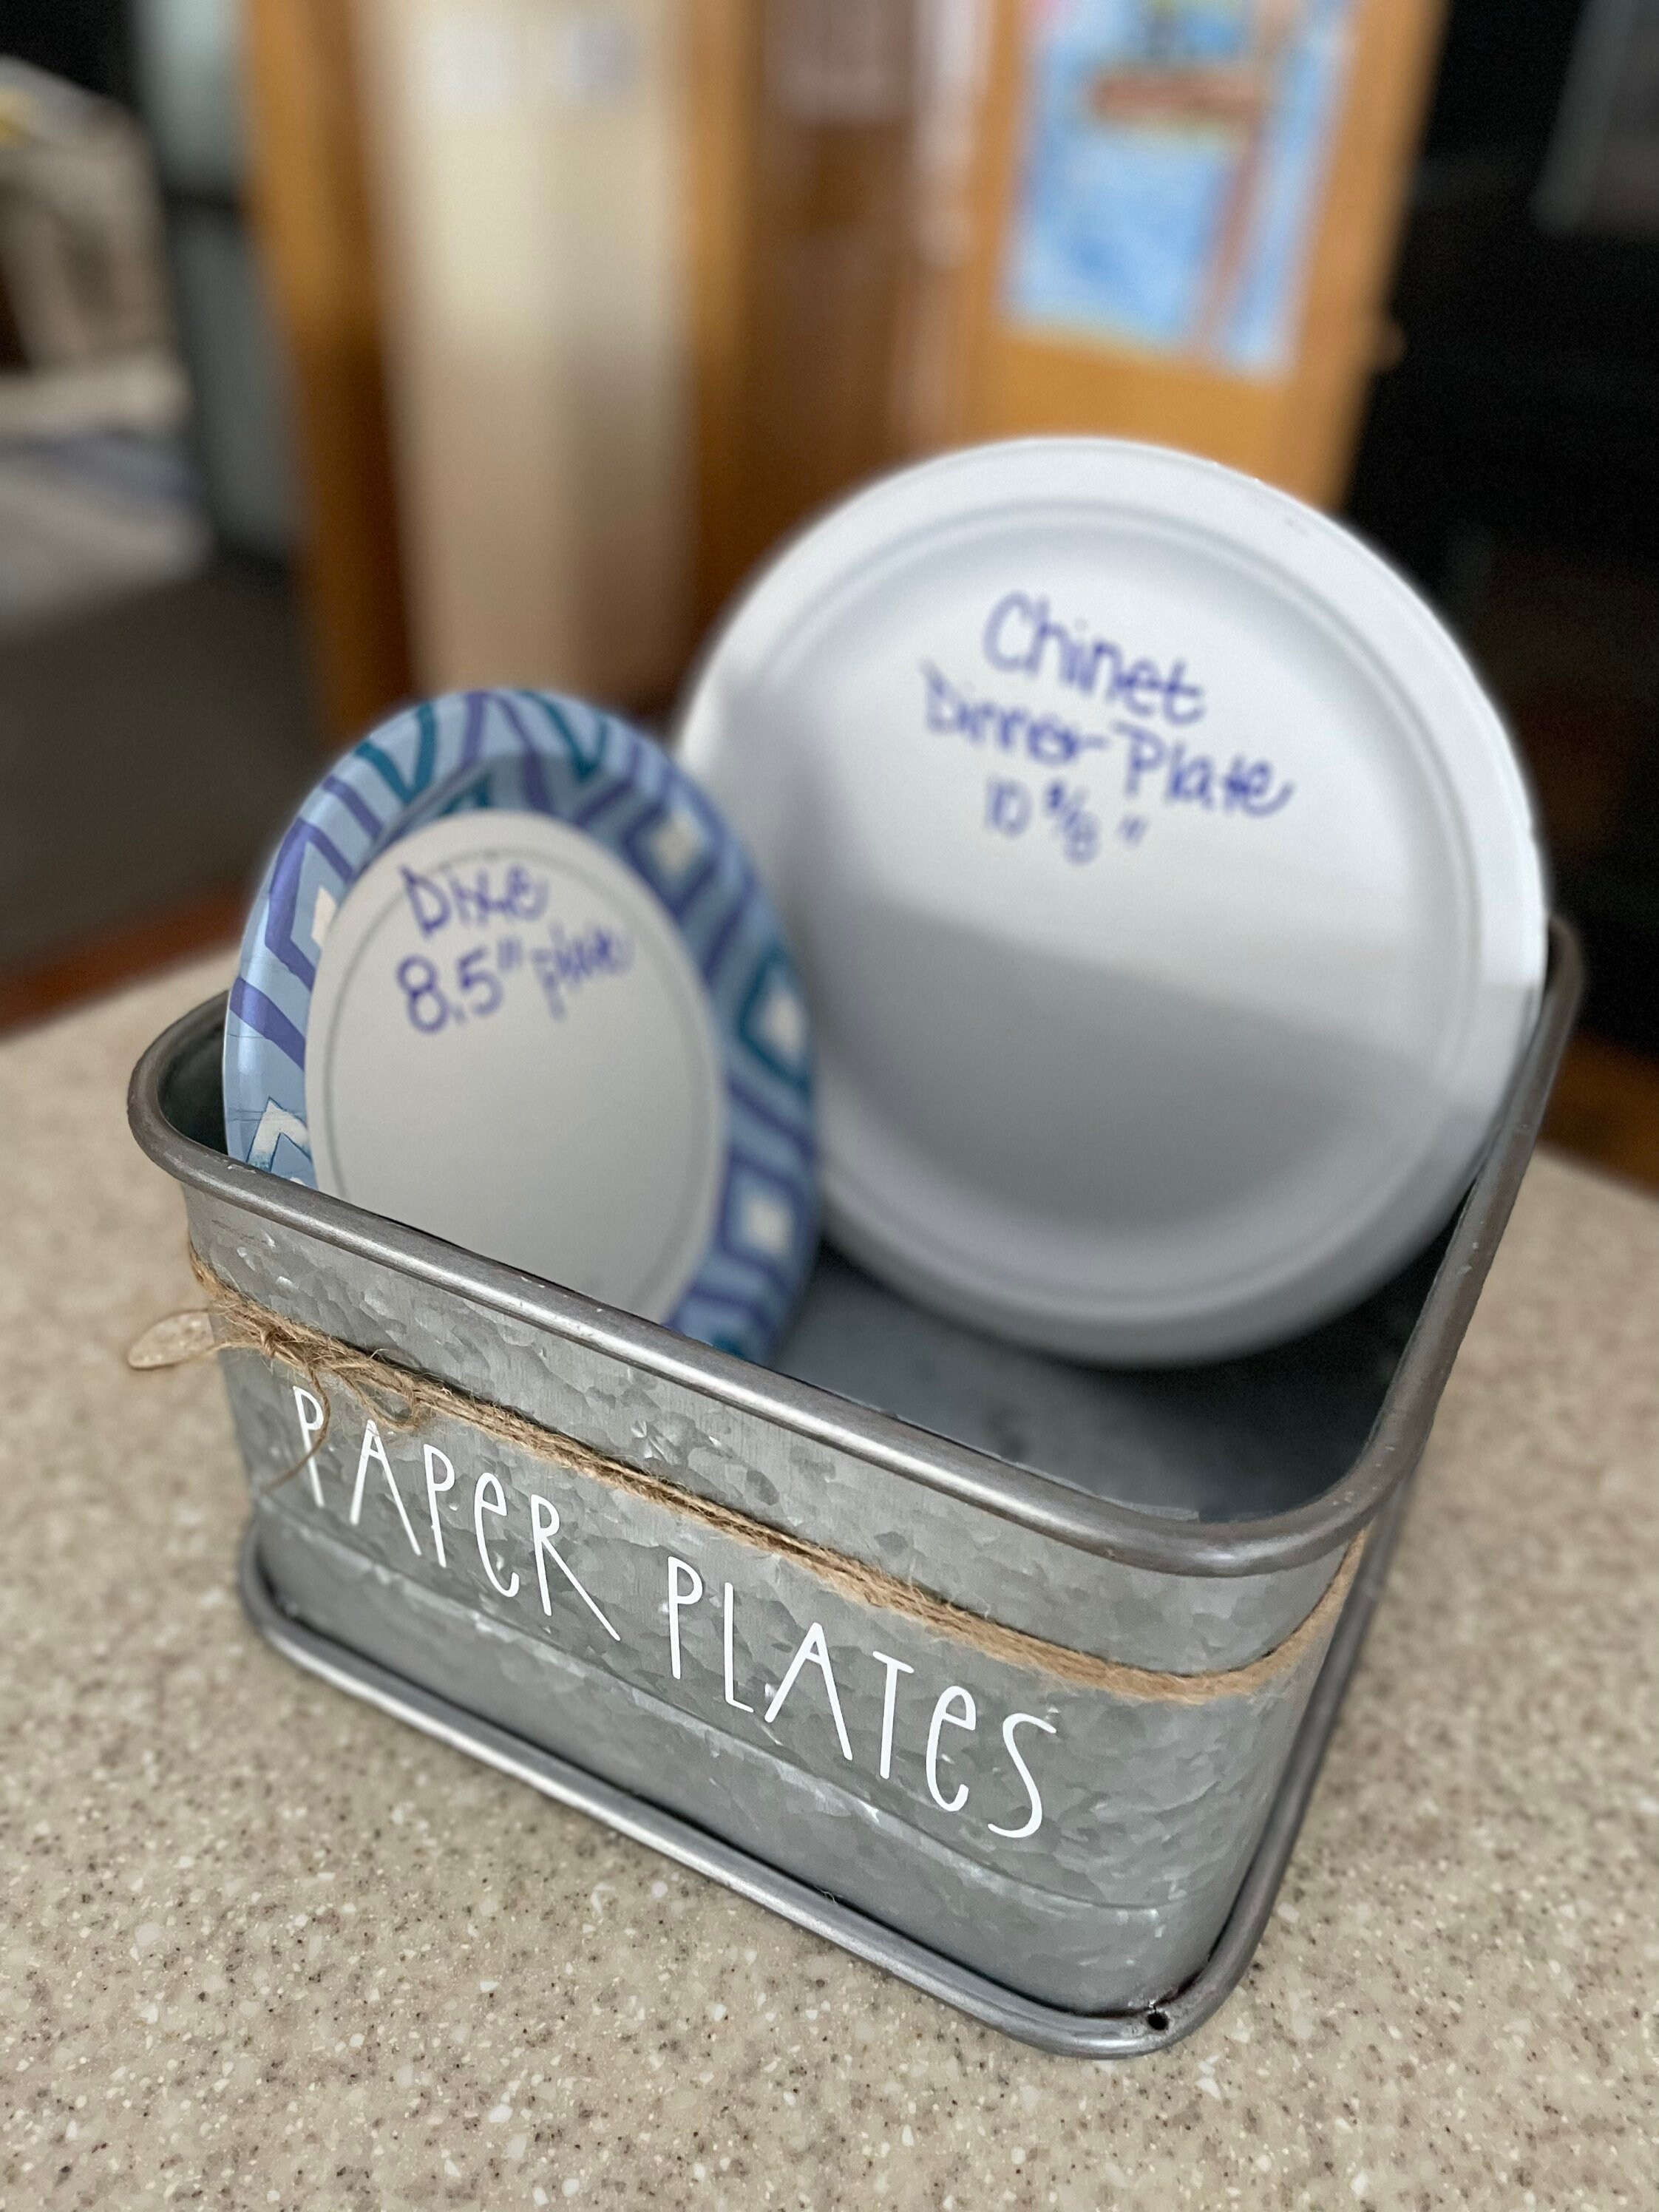 Chinet
Dinner Plate
10 3/8 "
Dixie
8.5" plate
PAPeR PLATeS